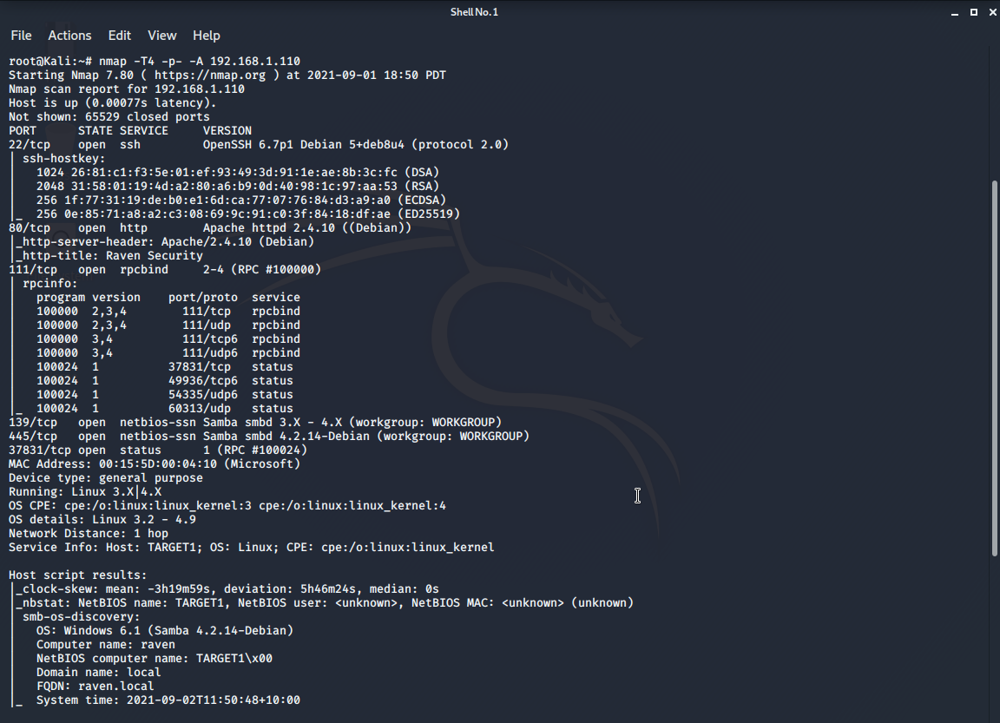 Shell No. 1
File Actions Edit View Help
root@Kali:~# nmap -T4 -p- -A 192.168.1.110
Starting Nmap 7.80 ( https://nmap.org ) at 2021-09-01 18:50 PDT
Nmap scan report for 192.168.1.110
Host is up (0.00077s latency).
Not shown: 65529 closed ports
PORT      STATE SERVICE     VERSION
22/tcp    open  ssh         OpenSSH 6.7p1 Debian 5+deb8u4 (protocol 2.0)
| ssh-hostkey:
|   1024 26:81:c1:f3:5e:01:ef:93:49:3d:91:1e:ae:8b:3c:fc (DSA)
|   2048 31:58:01:19:4d:a2:80:a6:b9:0d:40:98:1c:97:aa:53 (RSA)
|   256 1f:77:31:19:de:b0:e1:6d:ca:77:07:76:84:d3:a9:a0 (ECDSA)
|_  256 0e:85:71:a8:a2:c3:08:69:9c:91:c0:3f:84:18:df:ae (ED25519)
80/tcp    open  http        Apache httpd 2.4.10 ((Debian))
|_http-server-header: Apache/2.4.10 (Debian)
|_http-title: Raven Security
111/tcp   open  rpcbind     2-4 (RPC #100000)
| rpcinfo:
|   program version    port/proto  service
|   100000  2,3,4        111/tcp   rpcbind
|   100000  2,3,4        111/udp   rpcbind
|   100000  3,4          111/tcp6  rpcbind
|   100000  3,4          111/udp6  rpcbind
|   100024  1          37831/tcp   status
|   100024  1          49936/tcp6  status
|   100024  1          54335/udp6  status
|_  100024  1          60313/udp   status
139/tcp   open  netbios-ssn Samba smbd 3.X - 4.X (workgroup: WORKGROUP)
445/tcp   open  netbios-ssn Samba smbd 4.2.14-Debian (workgroup: WORKGROUP)
37831/tcp open  status      1 (RPC #100024)
MAC Address: 00:15:5D:00:04:10 (Microsoft)
Device type: general purpose
Running: Linux 3.X|4.X
OS CPE: cpe:/o:linux:linux_kernel:3 cpe:/o:linux:linux_kernel:4
OS details: Linux 3.2 - 4.9
Network Distance: 1 hop
Service Info: Host: TARGET1; OS: Linux; CPE: cpe:/o:linux:linux_kernel
Host script results:
|_clock-skew: mean: -3h19m59s, deviation: 5h46m24s, median: 0s
|_nbstat: NetBIOS name: TARGET1, NetBIOS user: <unknown>, NetBIOS MAC: <unknown> (unknown)
| smb-os-discovery:
|   OS: Windows 6.1 (Samba 4.2.14-Debian)
|   Computer name: raven
|   NetBIOS computer name: TARGET1\x00
|   Domain name: local
|   FQDN: raven.local
|_  System time: 2021-09-02T11:50:48+10:00